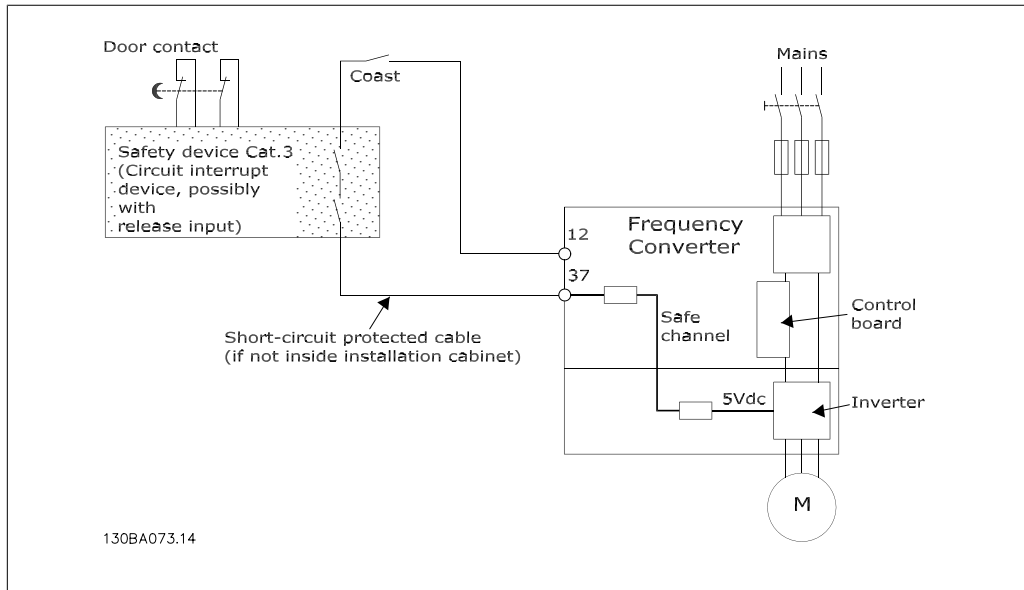 Door contact
Coast
Mains
Safety device Cat.3
(Circuit interrupt
device, possibly
with
release input)
12
Frequency
Converter
37
Safe
channel
Control
board
Short-circuit protected cable
(if not inside installation cabinet)
5Vdc
Inverter
M
130BA073.14